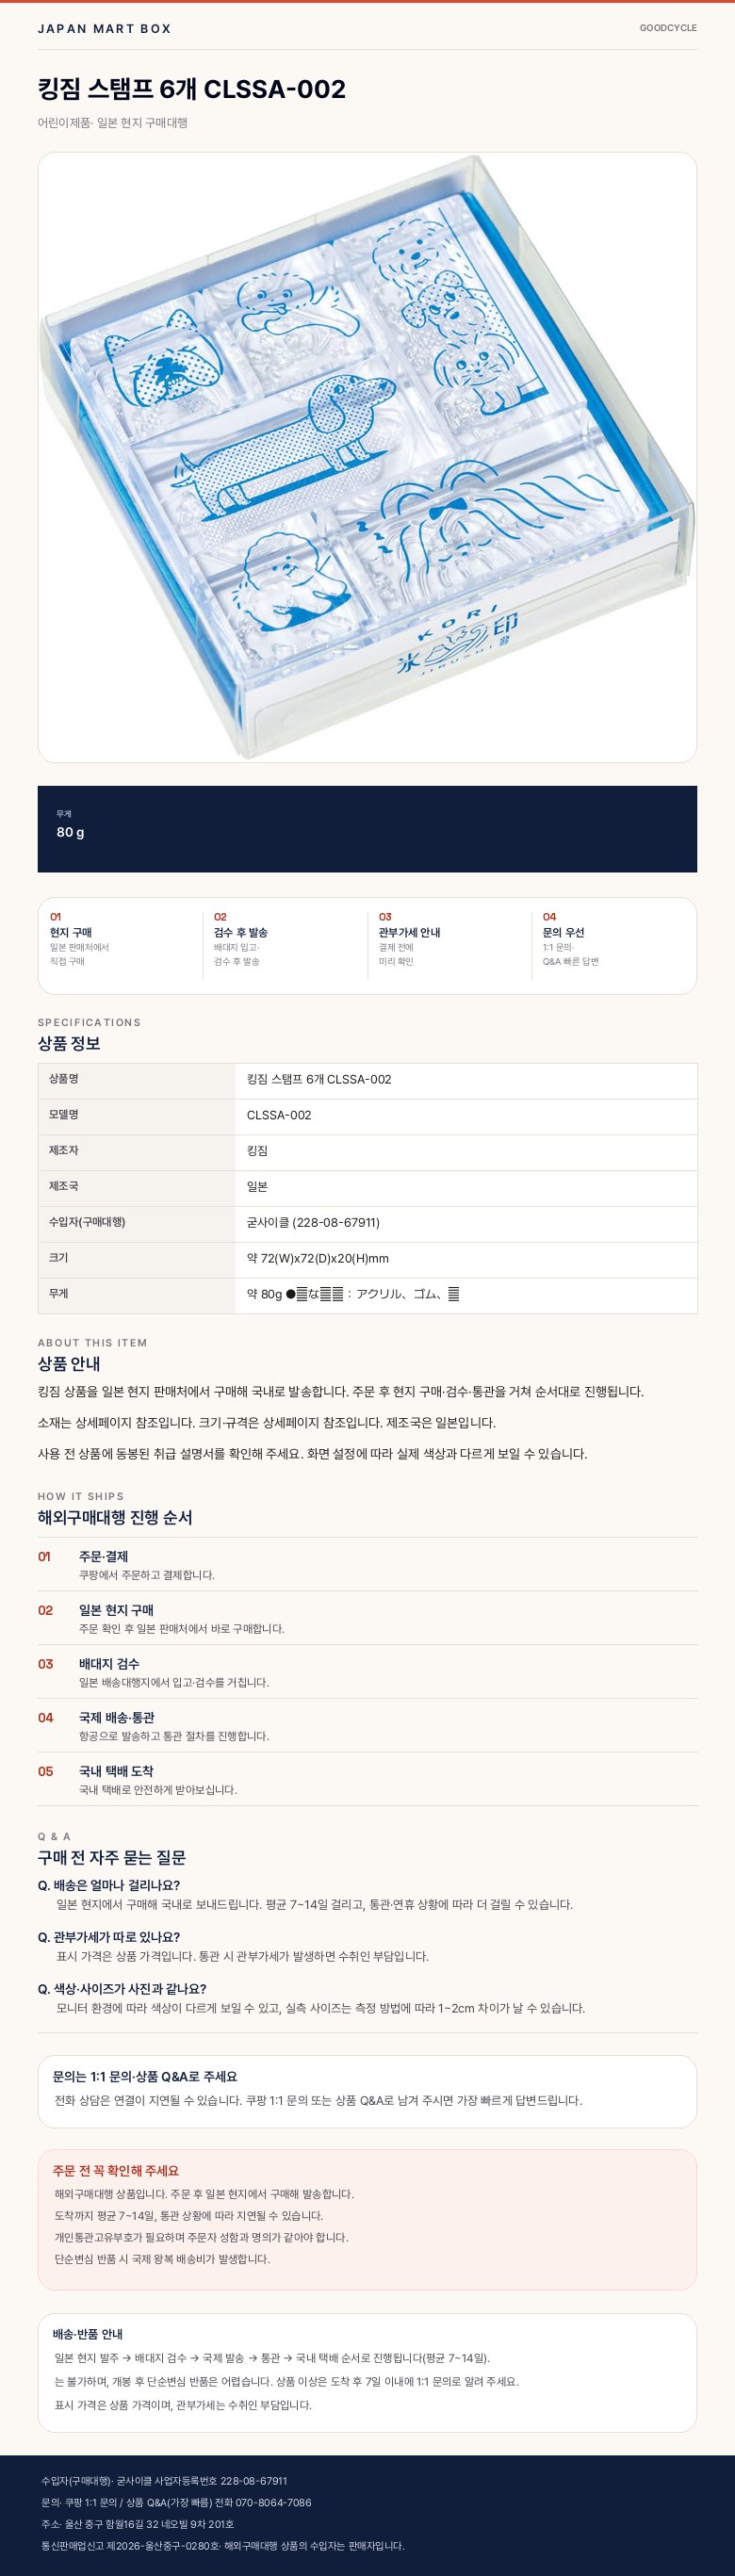 JAPAN MART BOX
GOODCYCLE
킹짐 스탬프 6개 CLSSA-002
어린이제품· 일본 현지 구매대행
KORI
氷印
JIRUSHI
무게
80 g
01
현지 구매
일본 판매처에서
직접 구매
02
검수 후 발송
배대지 입고·
검수 후 발송
03
관부가세 안내
결제 전에
미리 확인
04
문의 우선
1:1 문의·
Q&A 빠른 답변
SPECIFICATIONS
상품 정보
상품명 킹짐 스탬프 6개 CLSSA-002
모델명 CLSSA-002
제조자 킹짐
제조국 일본
수입자(구매대행) 굳사이클 (228-08-67911)
크기 약 72(W)x72(D)x20(H)mm
무게 약 80g ●な：アクリル、ゴム、
ABOUT THIS ITEM
상품 안내
킹짐 상품을 일본 현지 판매처에서 구매해 국내로 발송합니다. 주문 후 현지 구매·검수·통관을 거쳐 순서대로 진행됩니다.
소재는 상세페이지 참조입니다. 크기·규격은 상세페이지 참조입니다. 제조국은 일본입니다.
사용 전 상품에 동봉된 취급 설명서를 확인해 주세요. 화면 설정에 따라 실제 색상과 다르게 보일 수 있습니다.
HOW IT SHIPS
해외구매대행 진행 순서
01 주문·결제
쿠팡에서 주문하고 결제합니다.
02 일본 현지 구매
주문 확인 후 일본 판매처에서 바로 구매합니다.
03 배대지 검수
일본 배송대행지에서 입고·검수를 거칩니다.
04 국제 배송·통관
항공으로 발송하고 통관 절차를 진행합니다.
05 국내 택배 도착
국내 택배로 안전하게 받아보십니다.
Q & A
구매 전 자주 묻는 질문
Q. 배송은 얼마나 걸리나요?
일본 현지에서 구매해 국내로 보내드립니다. 평균 7~14일 걸리고, 통관·연휴 상황에 따라 더 걸릴 수 있습니다.
Q. 관부가세가 따로 있나요?
표시 가격은 상품 가격입니다. 통관 시 관부가세가 발생하면 수취인 부담입니다.
Q. 색상·사이즈가 사진과 같나요?
모니터 환경에 따라 색상이 다르게 보일 수 있고, 실측 사이즈는 측정 방법에 따라 1~2cm 차이가 날 수 있습니다.
문의는 1:1 문의·상품 Q&A로 주세요
전화 상담은 연결이 지연될 수 있습니다. 쿠팡 1:1 문의 또는 상품 Q&A로 남겨 주시면 가장 빠르게 답변드립니다.
주문 전 꼭 확인해 주세요
해외구매대행 상품입니다. 주문 후 일본 현지에서 구매해 발송합니다.
도착까지 평균 7~14일, 통관 상황에 따라 지연될 수 있습니다.
개인통관고유부호가 필요하며 주문자 성함과 명의가 같아야 합니다.
단순변심 반품 시 국제 왕복 배송비가 발생합니다.
배송·반품 안내
일본 현지 발주 → 배대지 검수 → 국제 발송 → 통관 → 국내 택배 순서로 진행됩니다(평균 7~14일).
는 불가하며, 개봉 후 단순변심 반품은 어렵습니다. 상품 이상은 도착 후 7일 이내에 1:1 문의로 알려 주세요.
표시 가격은 상품 가격이며, 관부가세는 수취인 부담입니다.
수입자(구매대행)· 굳사이클 사업자등록번호 228-08-67911
문의· 쿠팡 1:1 문의 / 상품 Q&A(가장 빠름) 전화 070-8064-7086
주소· 울산 중구 함월16길 32 네오빌 9차 201호
통신판매업신고 제2026-울산중구-0280호· 해외구매대행 상품의 수입자는 판매자입니다.